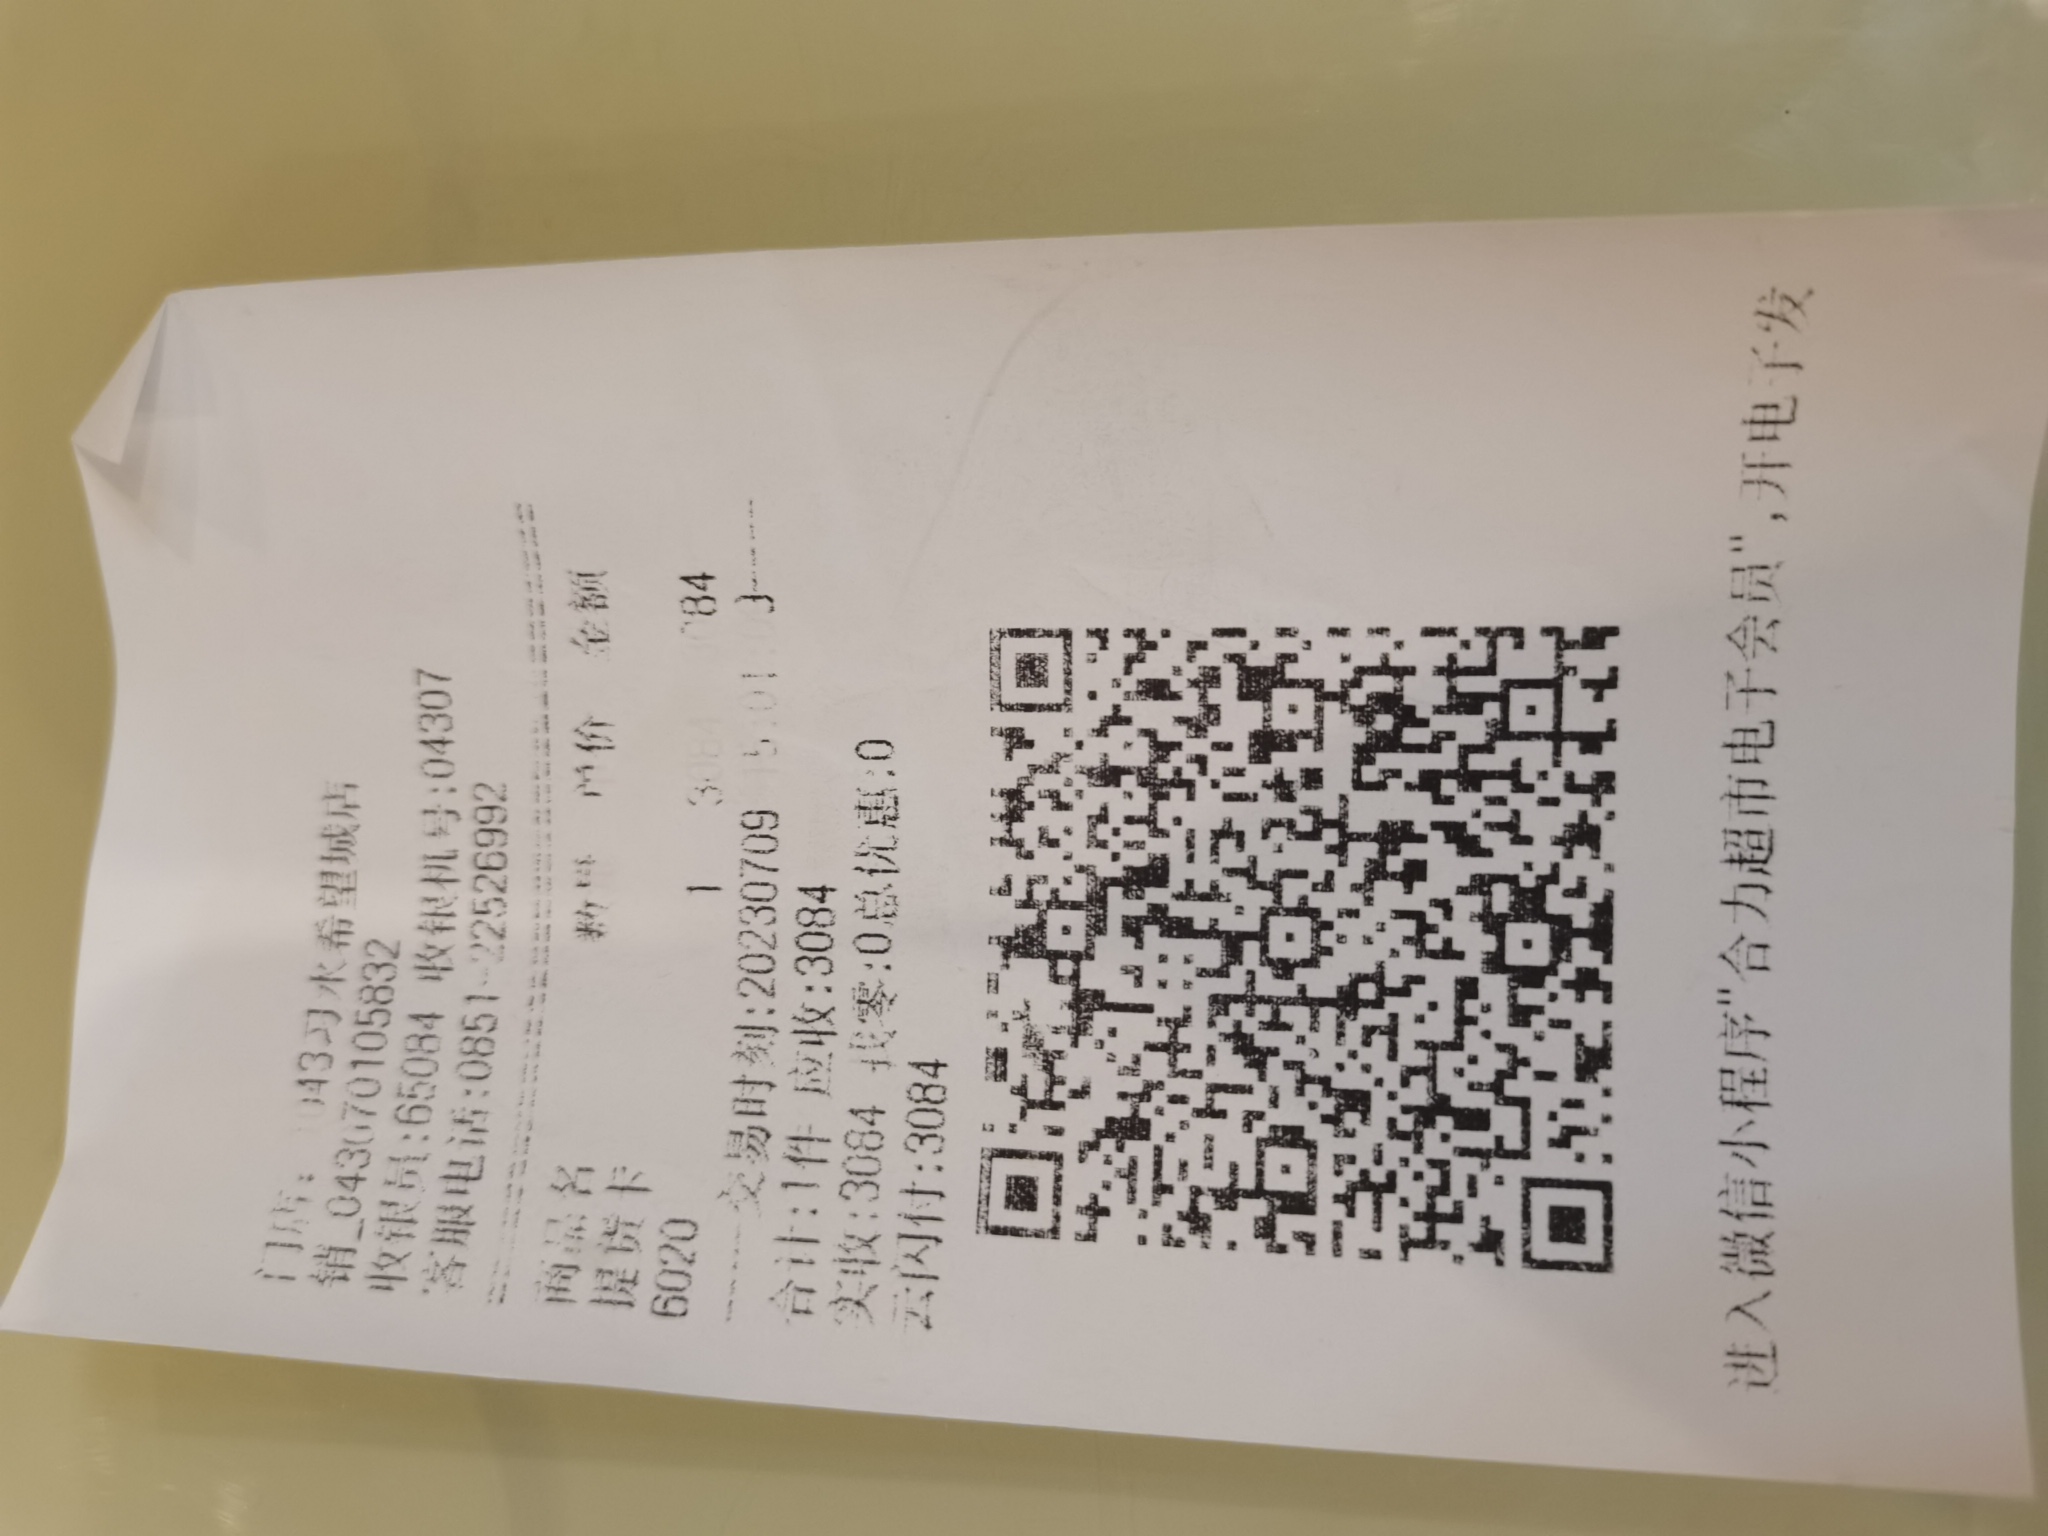 门店: 043习水希望城店
销_043070105832
收银员:65084 收银机号:04307
客服电话:0851-22526992
商品名 数量 单价 金额
提货卡
6020 1 3084 084
交易时刻:20230709 15:01
合计:1件 应收:3084
实收:3084 找零:0总优惠:0
云闪付:3084
进入微信小程序"合力超市电子会员",开电子发